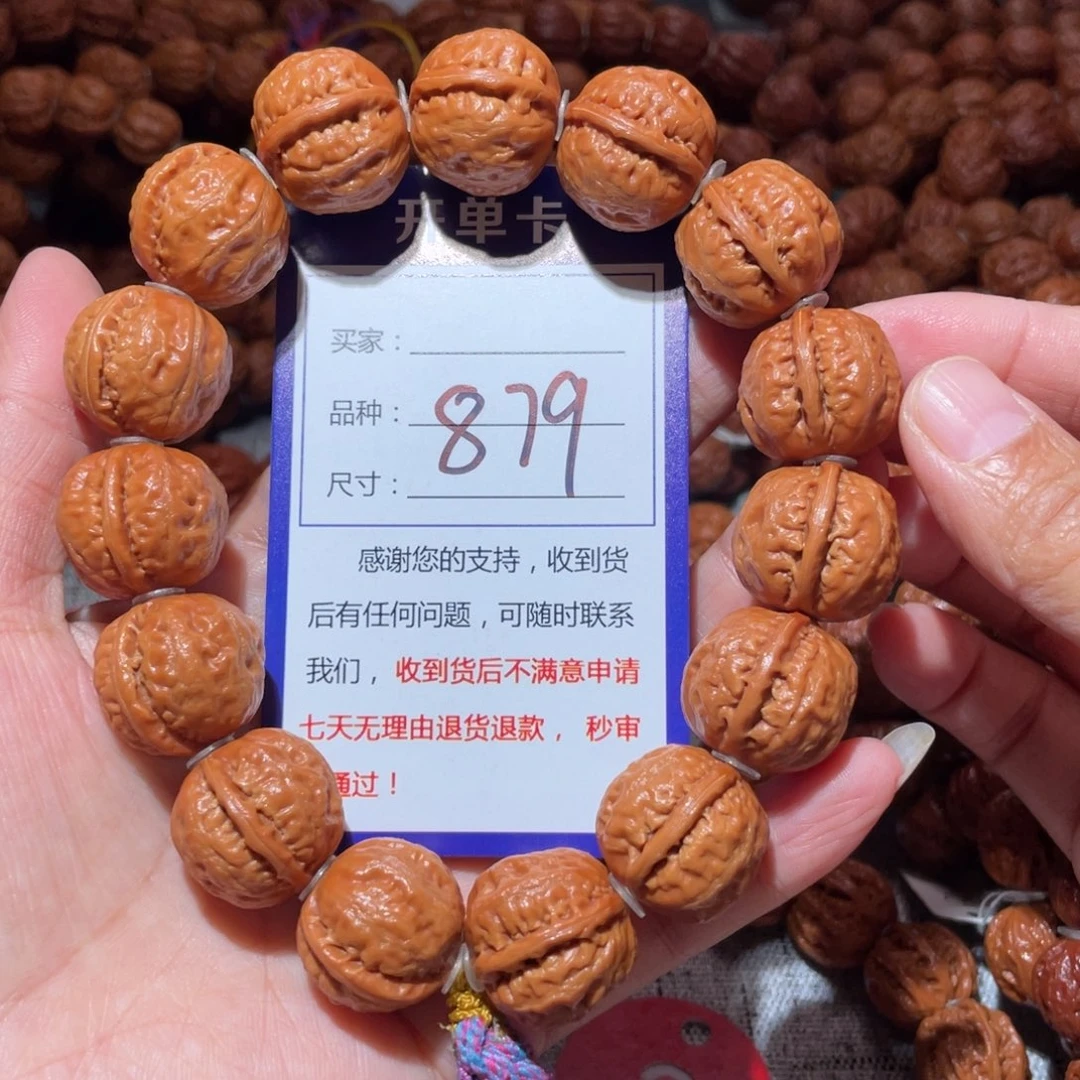 开单卡
买家：
品种：
879
尺寸：
感谢您的支持，收到货
后有任何问题，可随时联系
我们，收到货后不满意申请
七天无理由退货退款，秒审
通过！